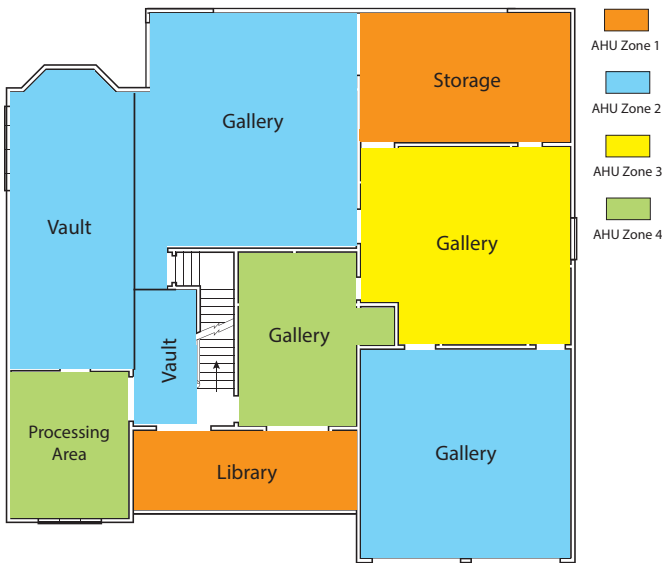 AHU Zone 1
Storage
AHU Zone 2
Gallery
AHU Zone 3
Vault
Gallery
AHU Zone 4
Gallery
Vault
Processing
Area
Gallery
Library